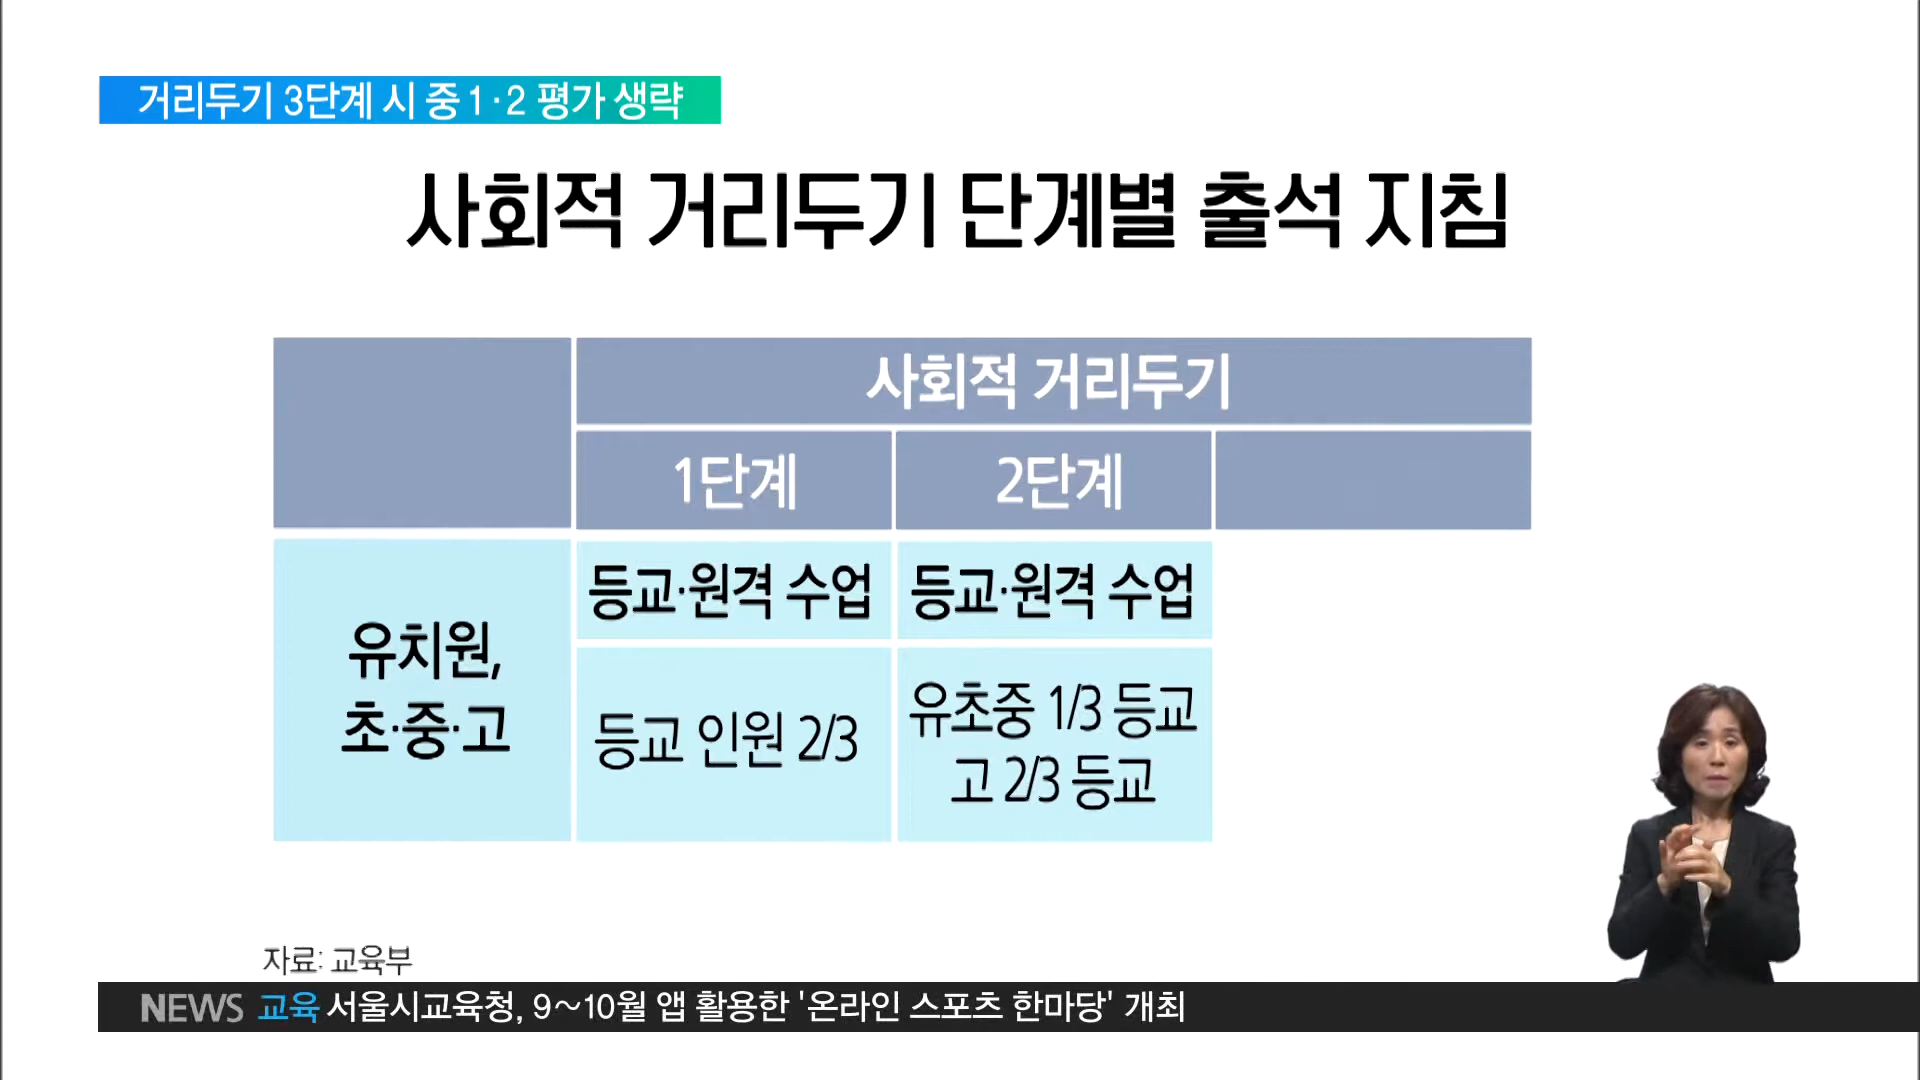 거리두기 3단계 시 중1·2 평가 생략
사회적 거리두기 단계별 출석 지침
사회적 거리두기
1단계 2단계
등교·원격 수업 등교·원격 수업
유치원,
초·중·고
등교 인원 2/3
유초중 1/3 등교
고 2/3 등교
자료: 교육부
NEWS 교육 서울시교육청, 9~10월 앱 활용한 '온라인 스포츠 한마당' 개최